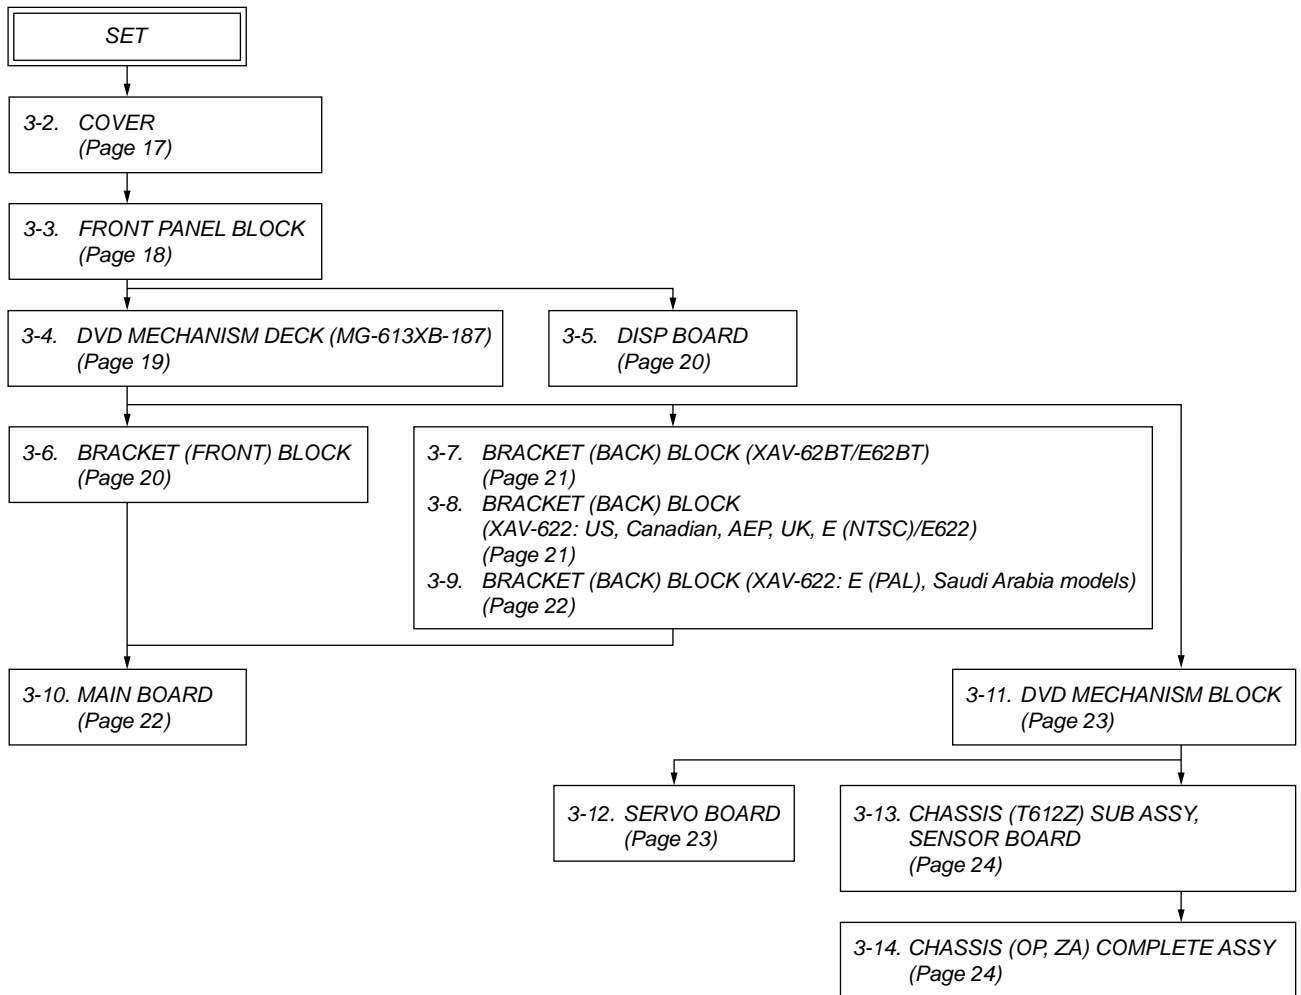 SET
3-2. COVER
(Page 17)
3-3. FRONT PANEL BLOCK
(Page 18)
3-4. DVD MECHANISM DECK (MG-613XB-187)
(Page 19)
3-5. DISP BOARD
(Page 20)
3-6. BRACKET (FRONT) BLOCK
(Page 20)
3-7. BRACKET (BACK) BLOCK (XAV-62BT/E62BT)
(Page 21)
3-8. BRACKET (BACK) BLOCK
(XAV-622: US, Canadian, AEP, UK, E (NTSC)/E622)
(Page 21)
3-9. BRACKET (BACK) BLOCK (XAV-622: E (PAL), Saudi Arabia models)
(Page 22)
3-10. MAIN BOARD
(Page 22)
3-11. DVD MECHANISM BLOCK
(Page 23)
3-12. SERVO BOARD
(Page 23)
3-13. CHASSIS (T612Z) SUB ASSY,
SENSOR BOARD
(Page 24)
3-14. CHASSIS (OP, ZA) COMPLETE ASSY
(Page 24)